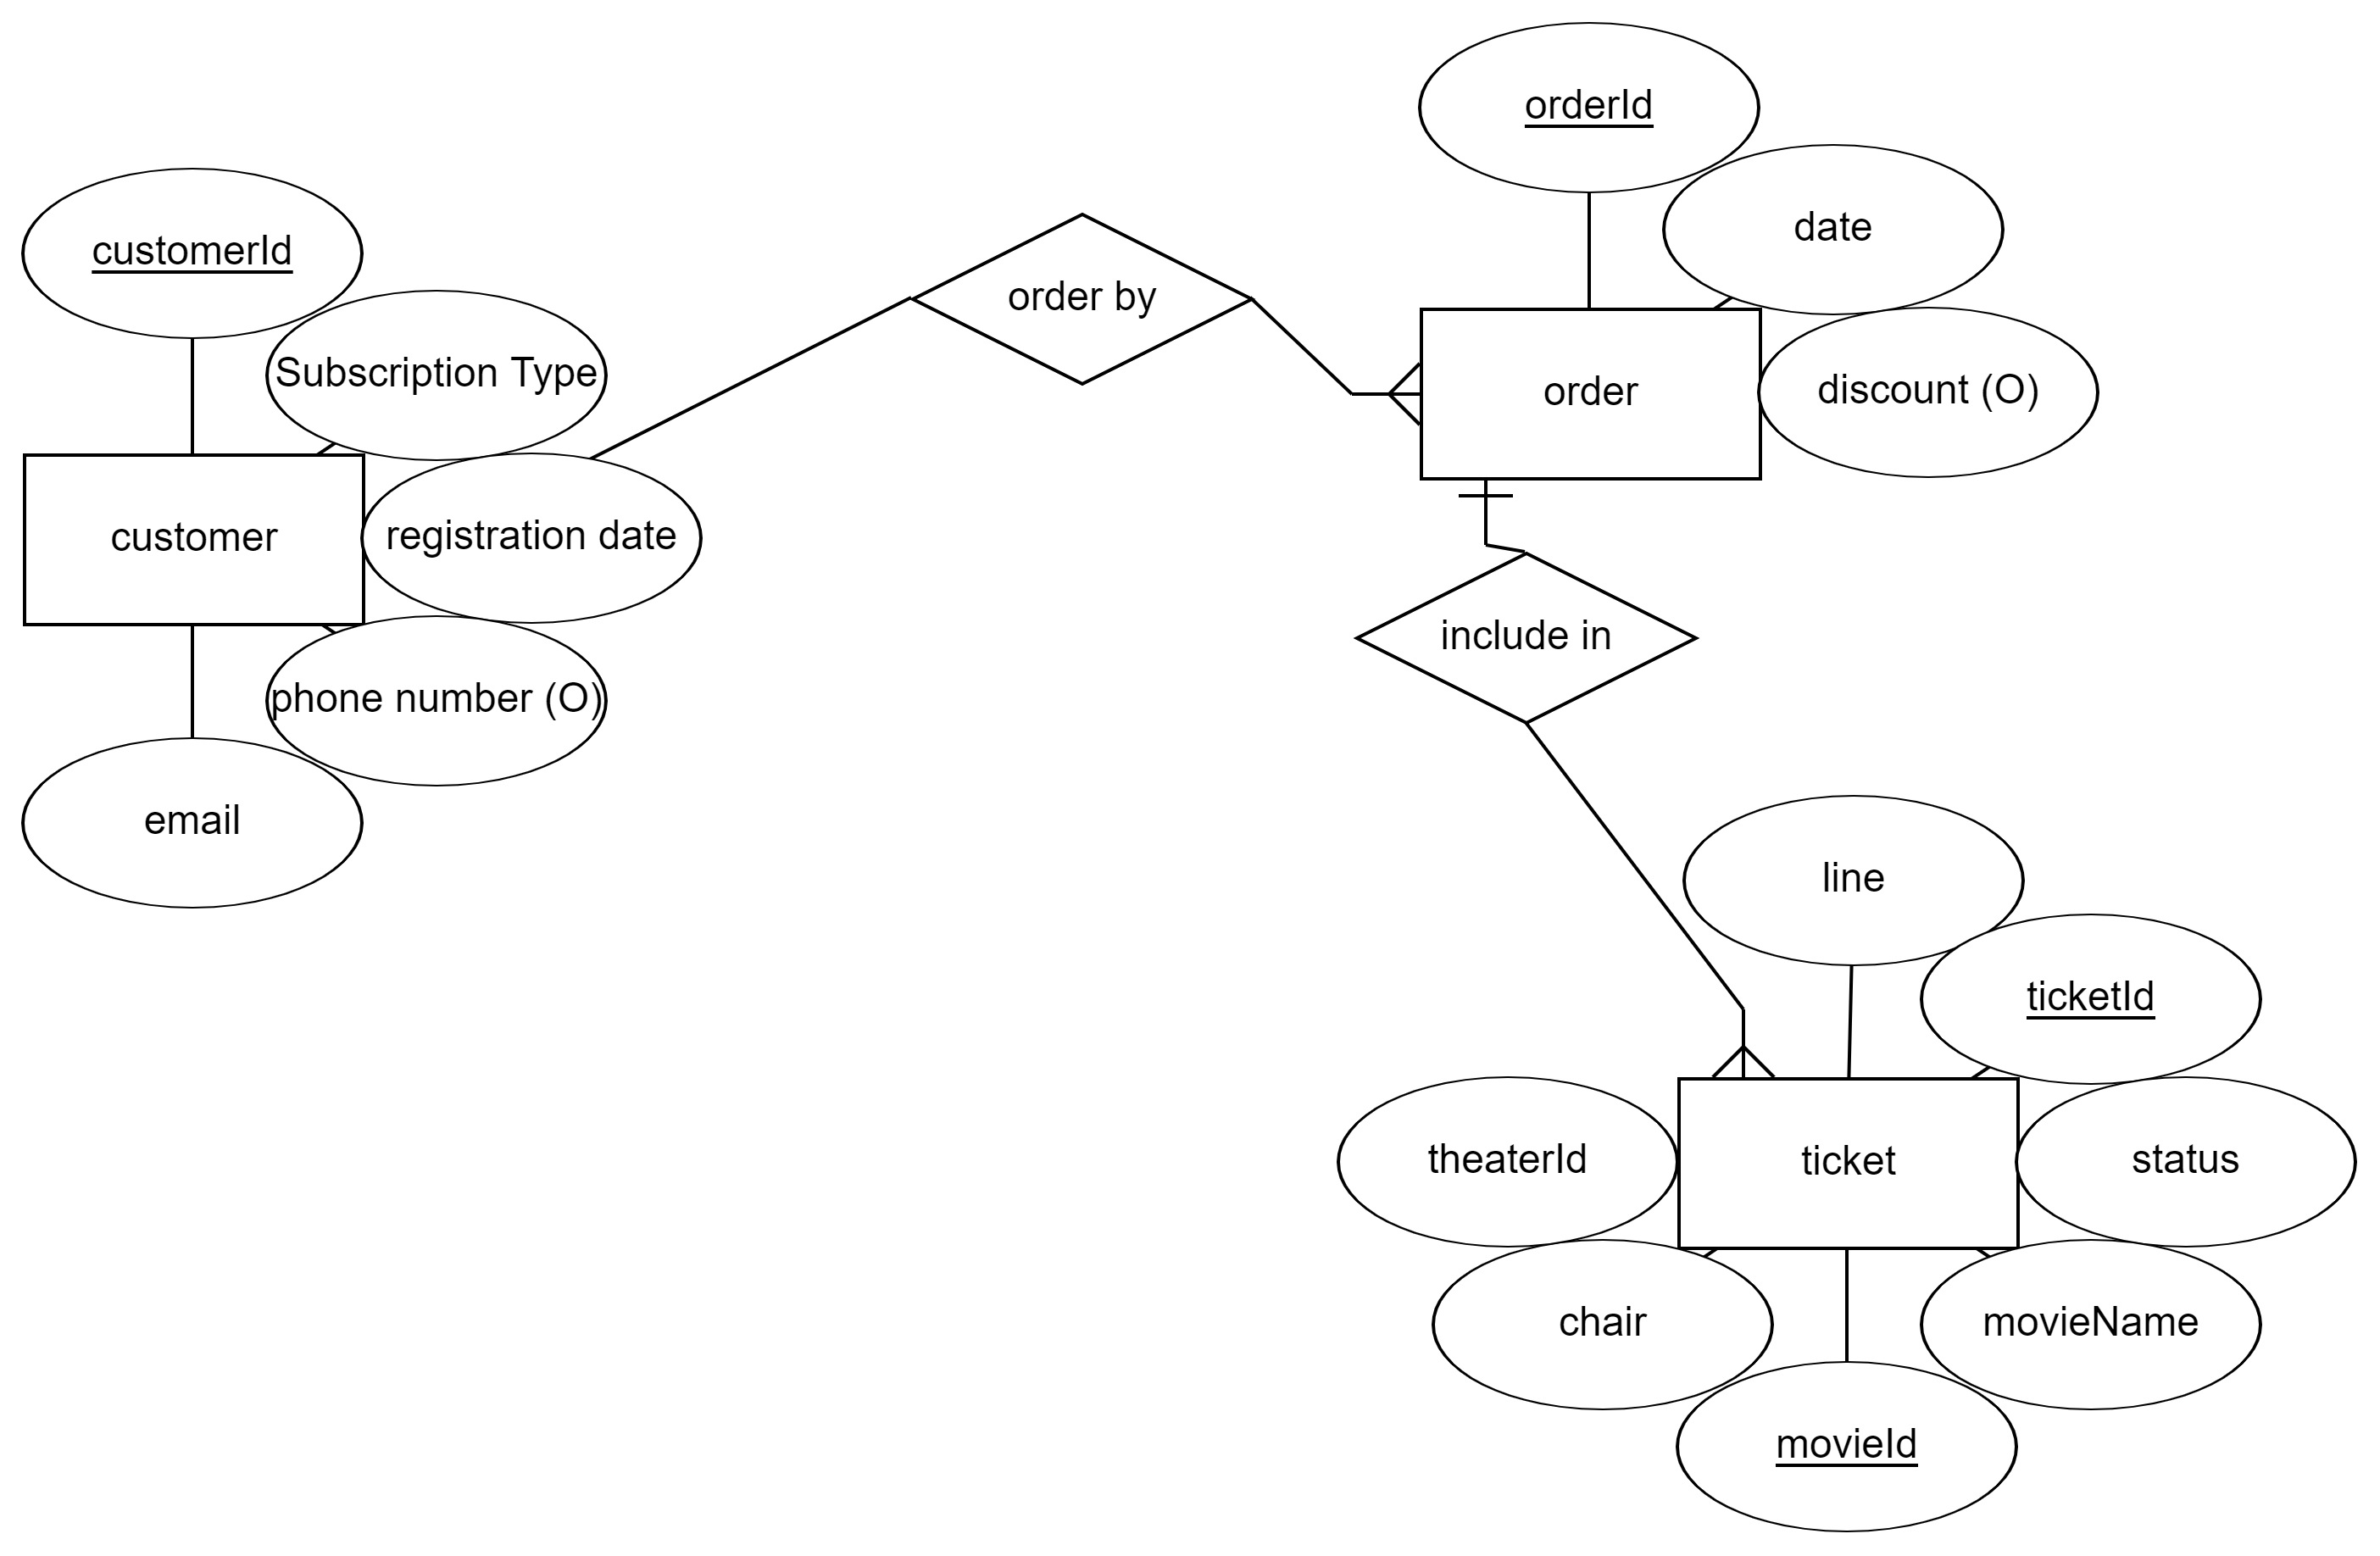 orderId
date
customerId
order by
Subscription Type
order
discount (O)
customer
registration date
include in
phone number (O)
email
line
ticketId
theaterId
ticket
status
chair
movieName
movieId